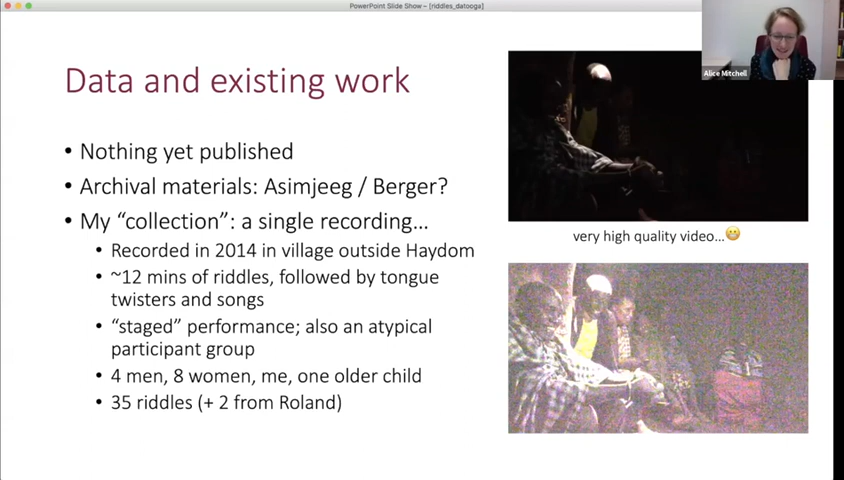 PowerPoint Slide Show – [riddles_datooga]
Alice Mitchell
Data and existing work
• Nothing yet published
• Archival materials: Asimjeeg / Berger?
• My “collection”: a single recording…
• Recorded in 2014 in village outside Haydom
• ~12 mins of riddles, followed by tongue
twisters and songs
• “staged” performance; also an atypical
participant group
• 4 men, 8 women, me, one older child
• 35 riddles (+ 2 from Roland)
very high quality video…😬